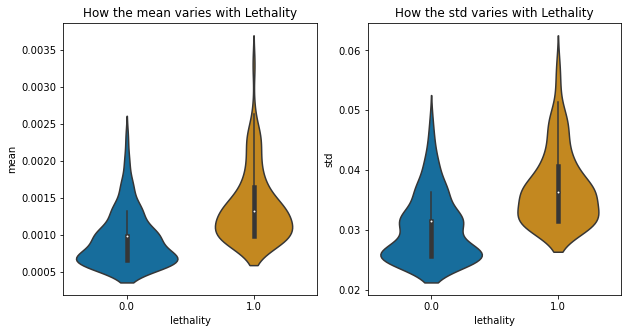 How the mean varies with Lethality
0.0035
0.0030
0.0025
0.0020
0.0015
0.0010
0.0005
mean
0.0
1.0
lethality
How the std varies with Lethality
0.06
0.05
0.04
0.03
0.02
std
0.0
1.0
lethality